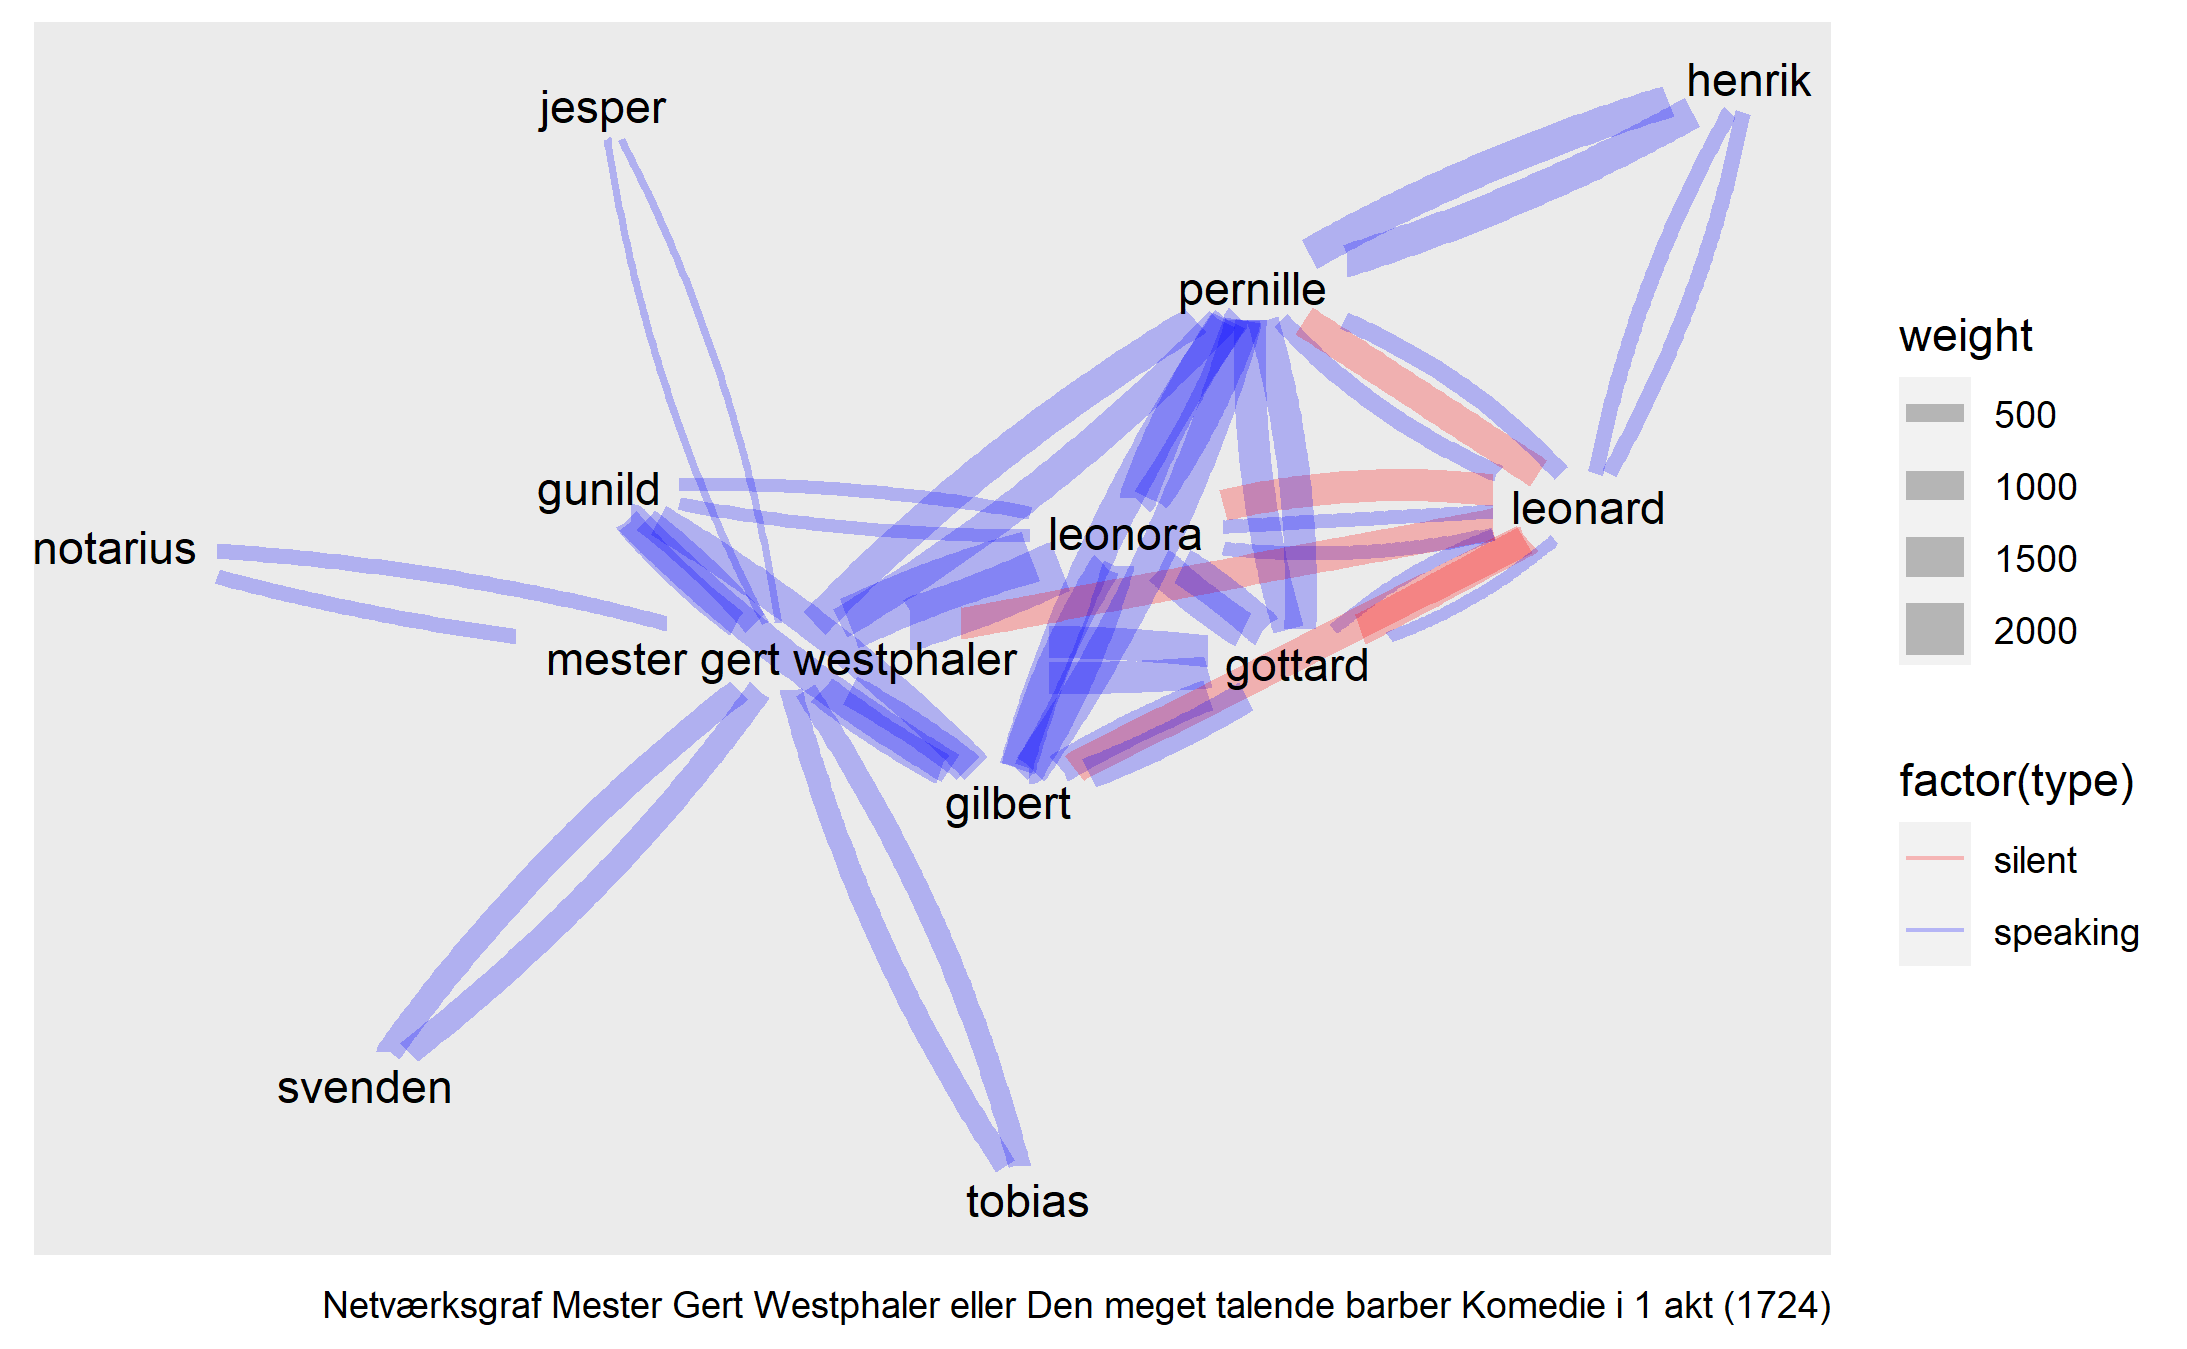 henrik
jesper
pernille
gunild
leonard
leonora
notarius
mester gert westphaler
gottard
gilbert
svenden
tobias
weight
500
1000
1500
2000
factor(type)
silent
speaking
Netværksgraf Mester Gert Westphaler eller Den meget talende barber Komedie i 1 akt (1724)